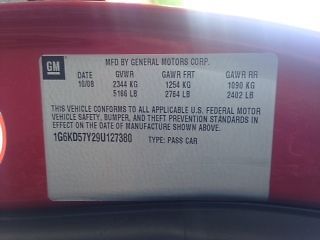 GM
MFD BY GENERAL MOTORS CORP.
DATE GVWR GAWR FRT GAWR RR
10/08 2344 KG 1254 KG 1090 KG
5166 LB 2764 LB 2402 LB
THIS VEHICLE CONFORMS TO ALL APPLICABLE U.S. FEDERAL MOTOR
VEHICLE SAFETY, BUMPER, AND THEFT PREVENTION STANDARDS IN
EFFECT ON THE DATE OF MANUFACTURE SHOWN ABOVE.
1G6KD57Y29U127380 TYPE: PASS CAR